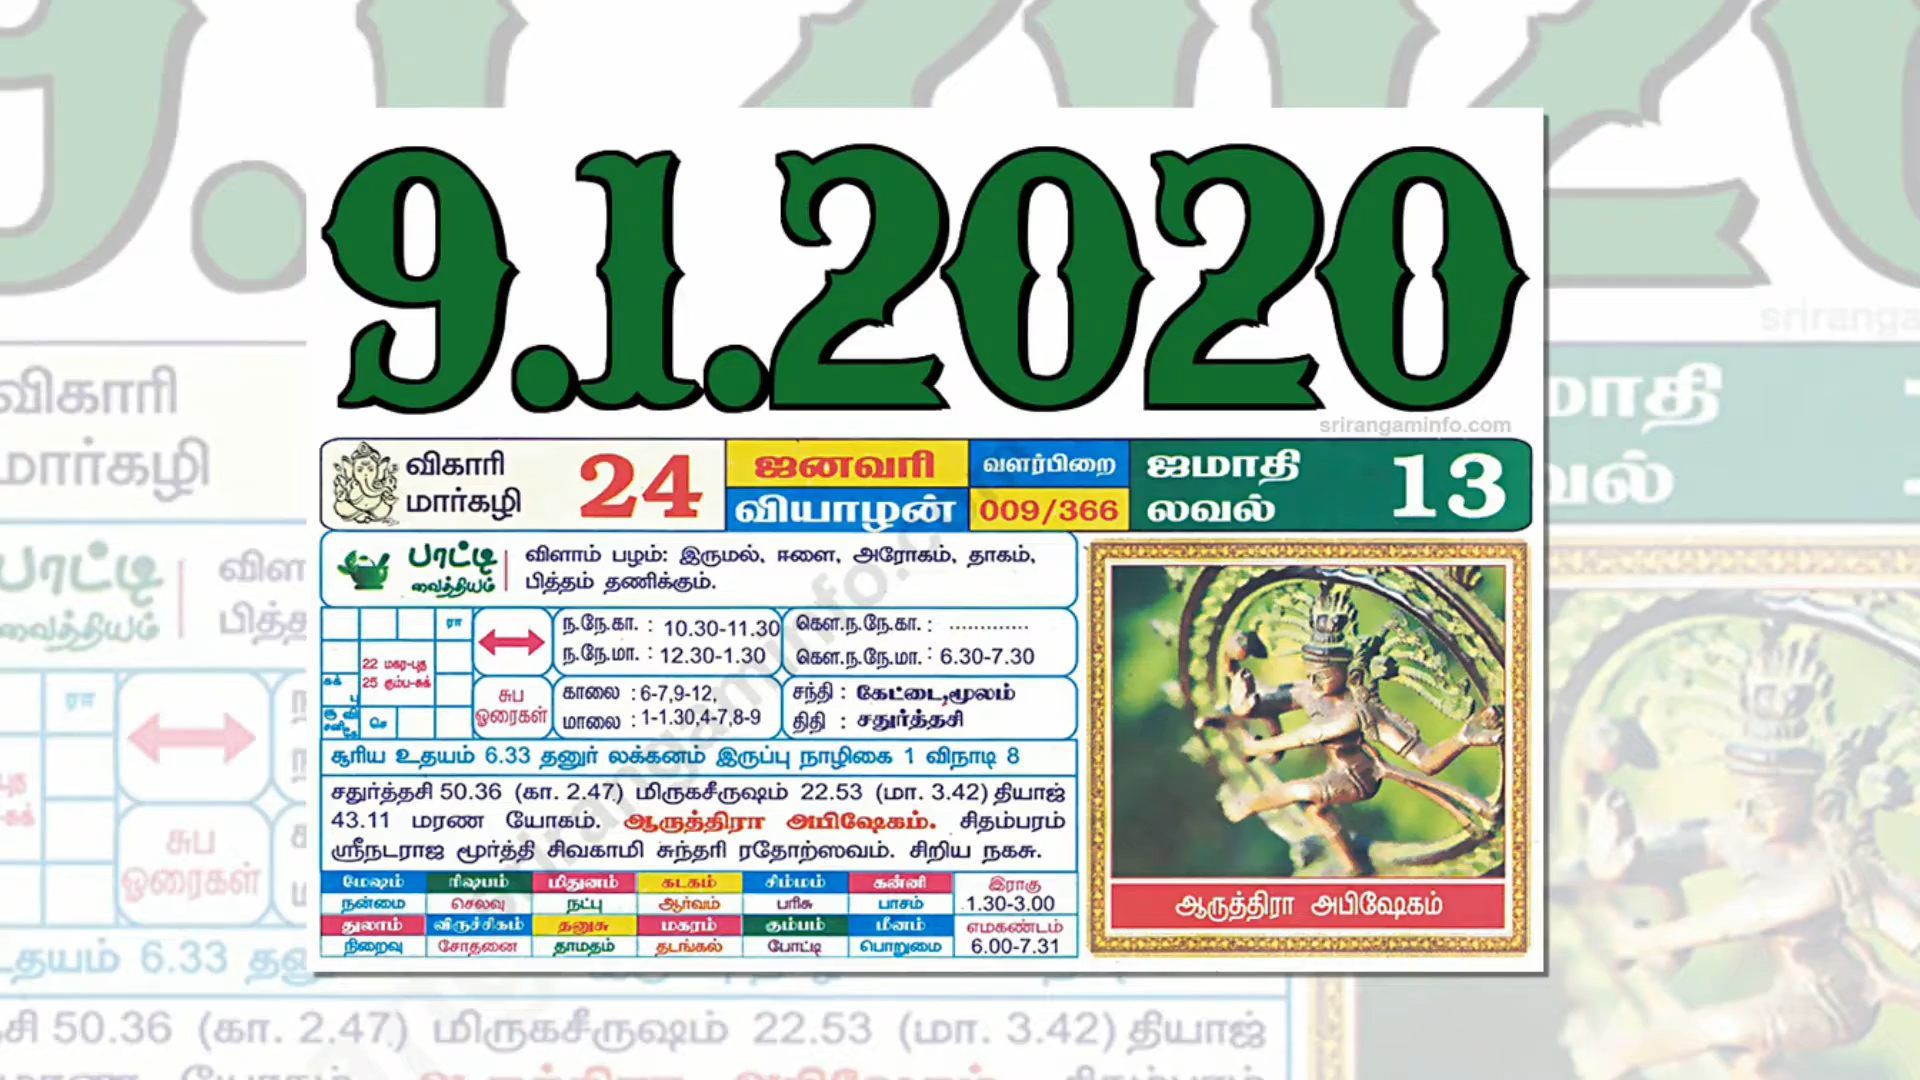 9.1.2020
srirangaminfo.com
விகாரி
மார்கழி
24
ஜனவரி
வியாழன்
வளர்பிறை
009/366
ஜமாதி
லவல்
13
பாட்டி
வைத்தியம்
விளாம் பழம்: இருமல், ஈளை, அரோகம், தாகம்,
பித்தம் தணிக்கும்.
ரா
22 மகர-புத
25 கும்ப-சுக்
சுக்
செ
ந.நே.கா. : 10.30-11.30
ந.நே.மா. : 12.30-1.30
கௌ.ந.நே.கா. : .............
கௌ.ந.நே.மா. : 6.30-7.30
சுப
ஓரைகள்
காலை : 6-7,9-12,
மாலை : 1-1.30,4-7,8-9
சந்தி : கேட்டை,மூலம்
திதி : சதுர்த்தசி
சூரிய உதயம் 6.33 தனுர் லக்கனம் இருப்பு நாழிகை 1 விநாடி 8
சதுர்த்தசி 50.36 (கா. 2.47) மிருகசீருஷம் 22.53 (மா. 3.42) தியாஜ்
43.11 மரண யோகம். ஆருத்திரா அபிஷேகம். சிதம்பரம்
ஸ்ரீநடராஜ மூர்த்தி சிவகாமி சுந்தரி ரதோற்ஸவம். சிறிய நகசு.
மேஷம் ரிஷபம் மிதுனம் கடகம் சிம்மம் கன்னி இராகு
நன்மை செலவு நட்பு ஆர்வம் பரிசு பாசம் 1.30-3.00
துலாம் விருச்சிகம் தனுசு மகரம் கும்பம் மீனம் எமகண்டம்
நிறைவு சோதனை தாமதம் தடங்கல் போட்டி பொறுமை 6.00-7.31
ஆருத்திரா அபிஷேகம்